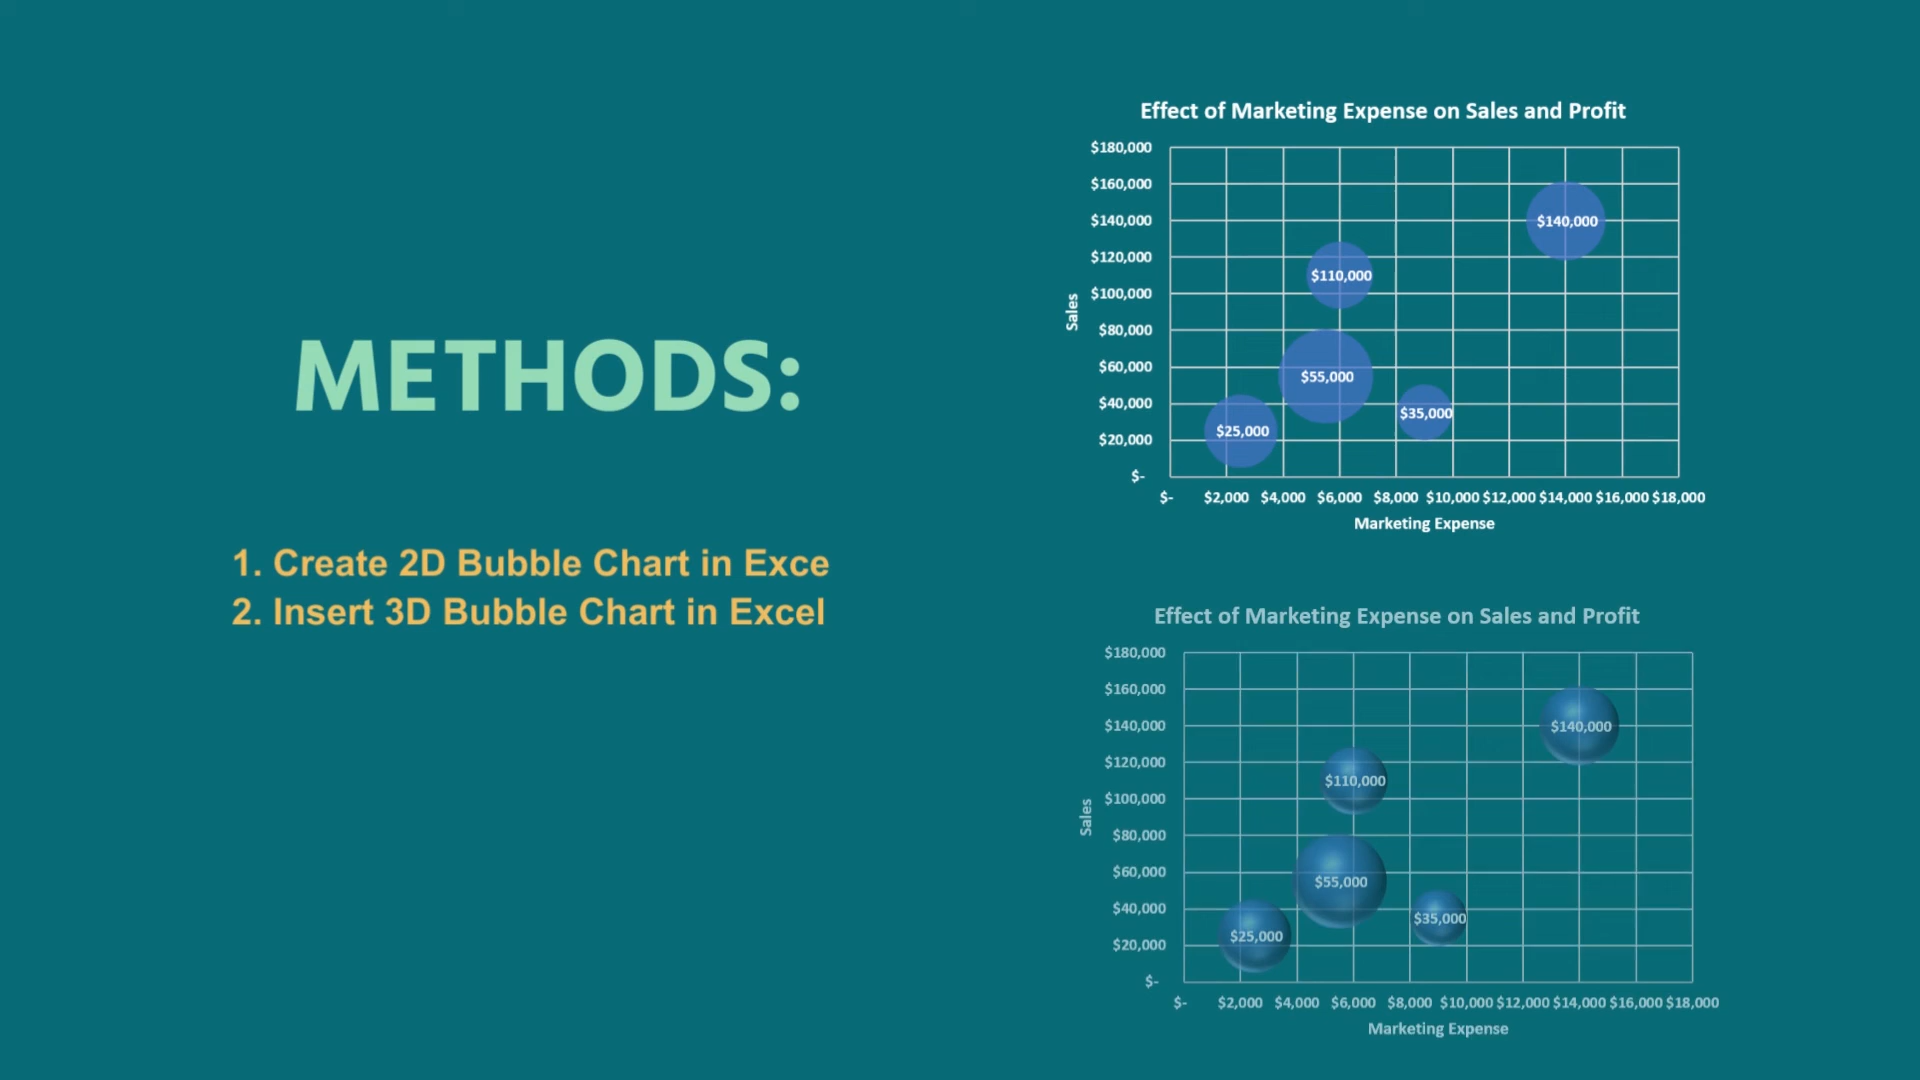 METHODS:
1. Create 2D Bubble Chart in Exce
2. Insert 3D Bubble Chart in Excel
Effect of Marketing Expense on Sales and Profit
$180,000
$160,000
$140,000
$120,000
$100,000
$80,000
$60,000
$40,000
$20,000
$-
Sales
$140,000
$110,000
$55,000
$35,000
$25,000
$- $2,000 $4,000 $6,000 $8,000 $10,000 $12,000 $14,000 $16,000 $18,000
Marketing Expense
Effect of Marketing Expense on Sales and Profit
$180,000
$160,000
$140,000
$120,000
$100,000
$80,000
$60,000
$40,000
$20,000
$-
Sales
$140,000
$110,000
$55,000
$35,000
$25,000
$- $2,000 $4,000 $6,000 $8,000 $10,000 $12,000 $14,000 $16,000 $18,000
Marketing Expense